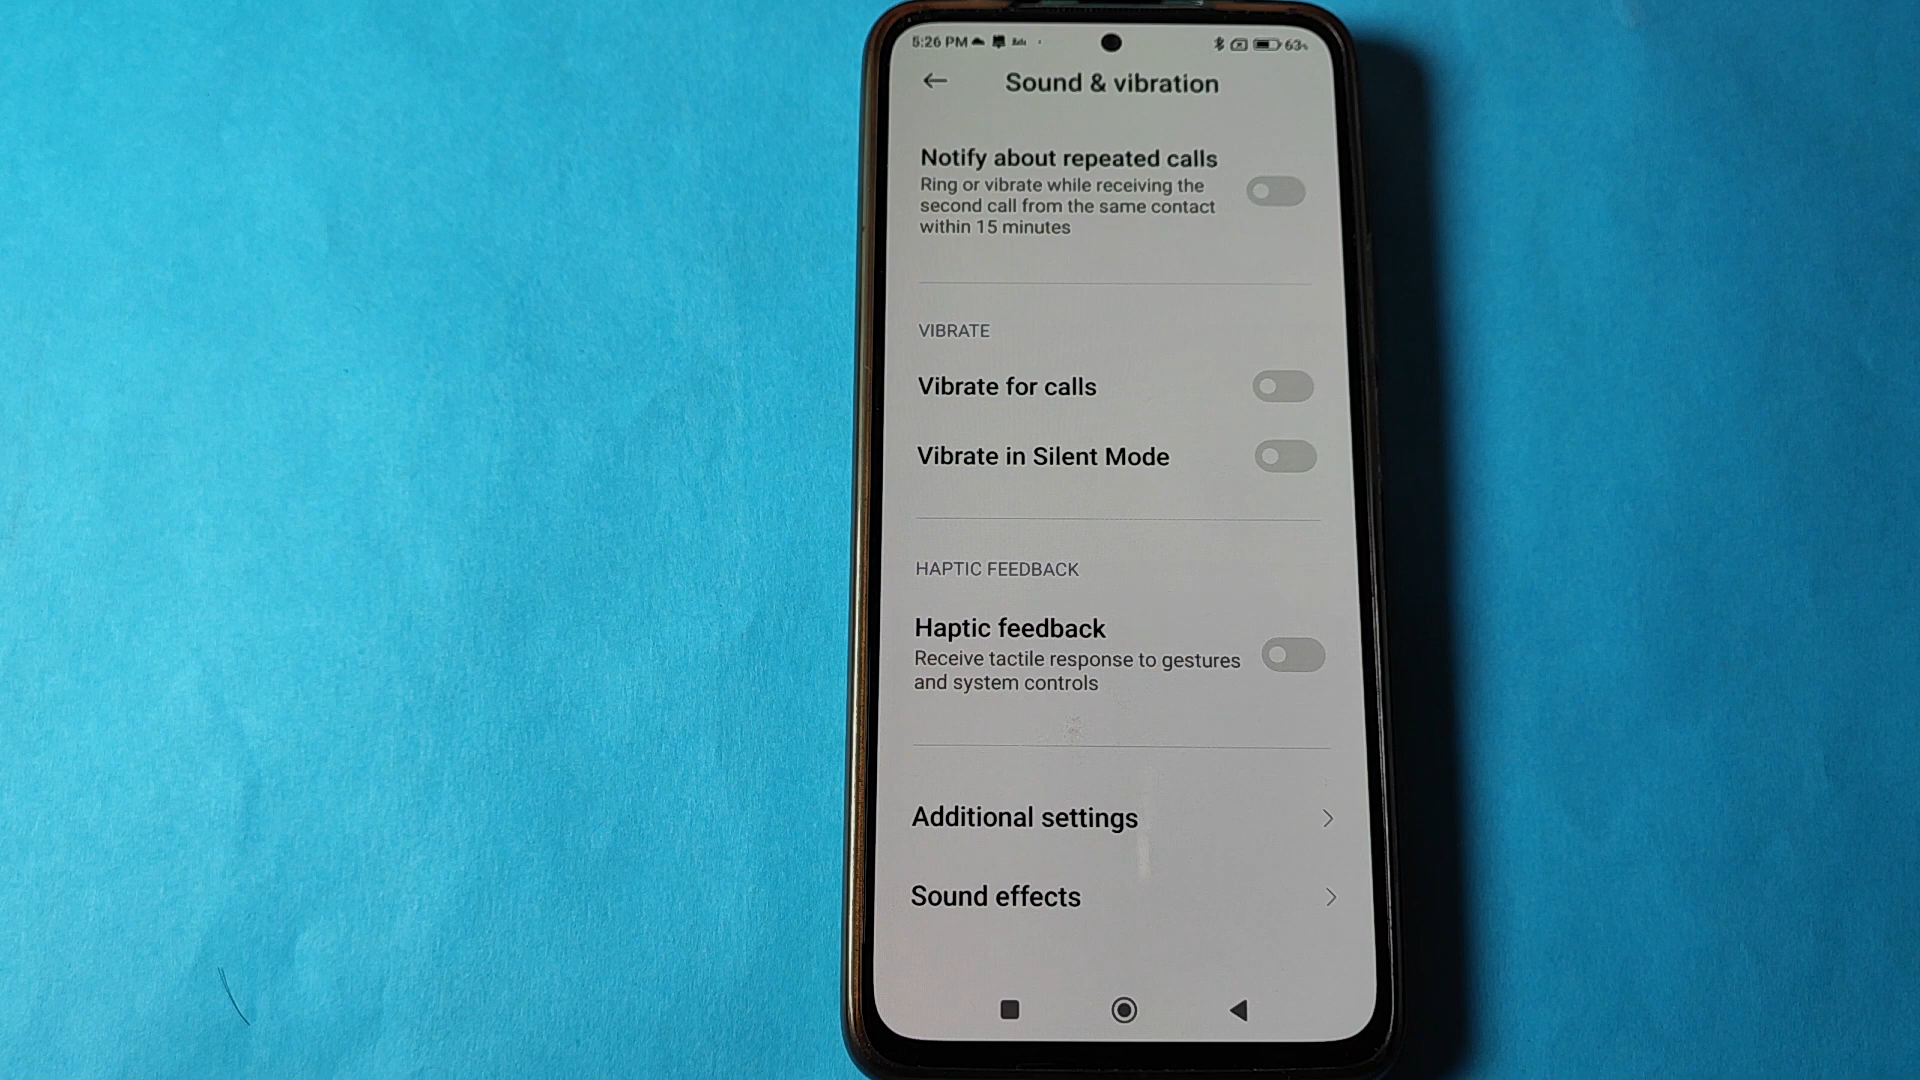 5:26 PM
63%
Sound & vibration
Notify about repeated calls
Ring or vibrate while receiving the
second call from the same contact
within 15 minutes
VIBRATE
Vibrate for calls
Vibrate in Silent Mode
HAPTIC FEEDBACK
Haptic feedback
Receive tactile response to gestures
and system controls
Additional settings
Sound effects